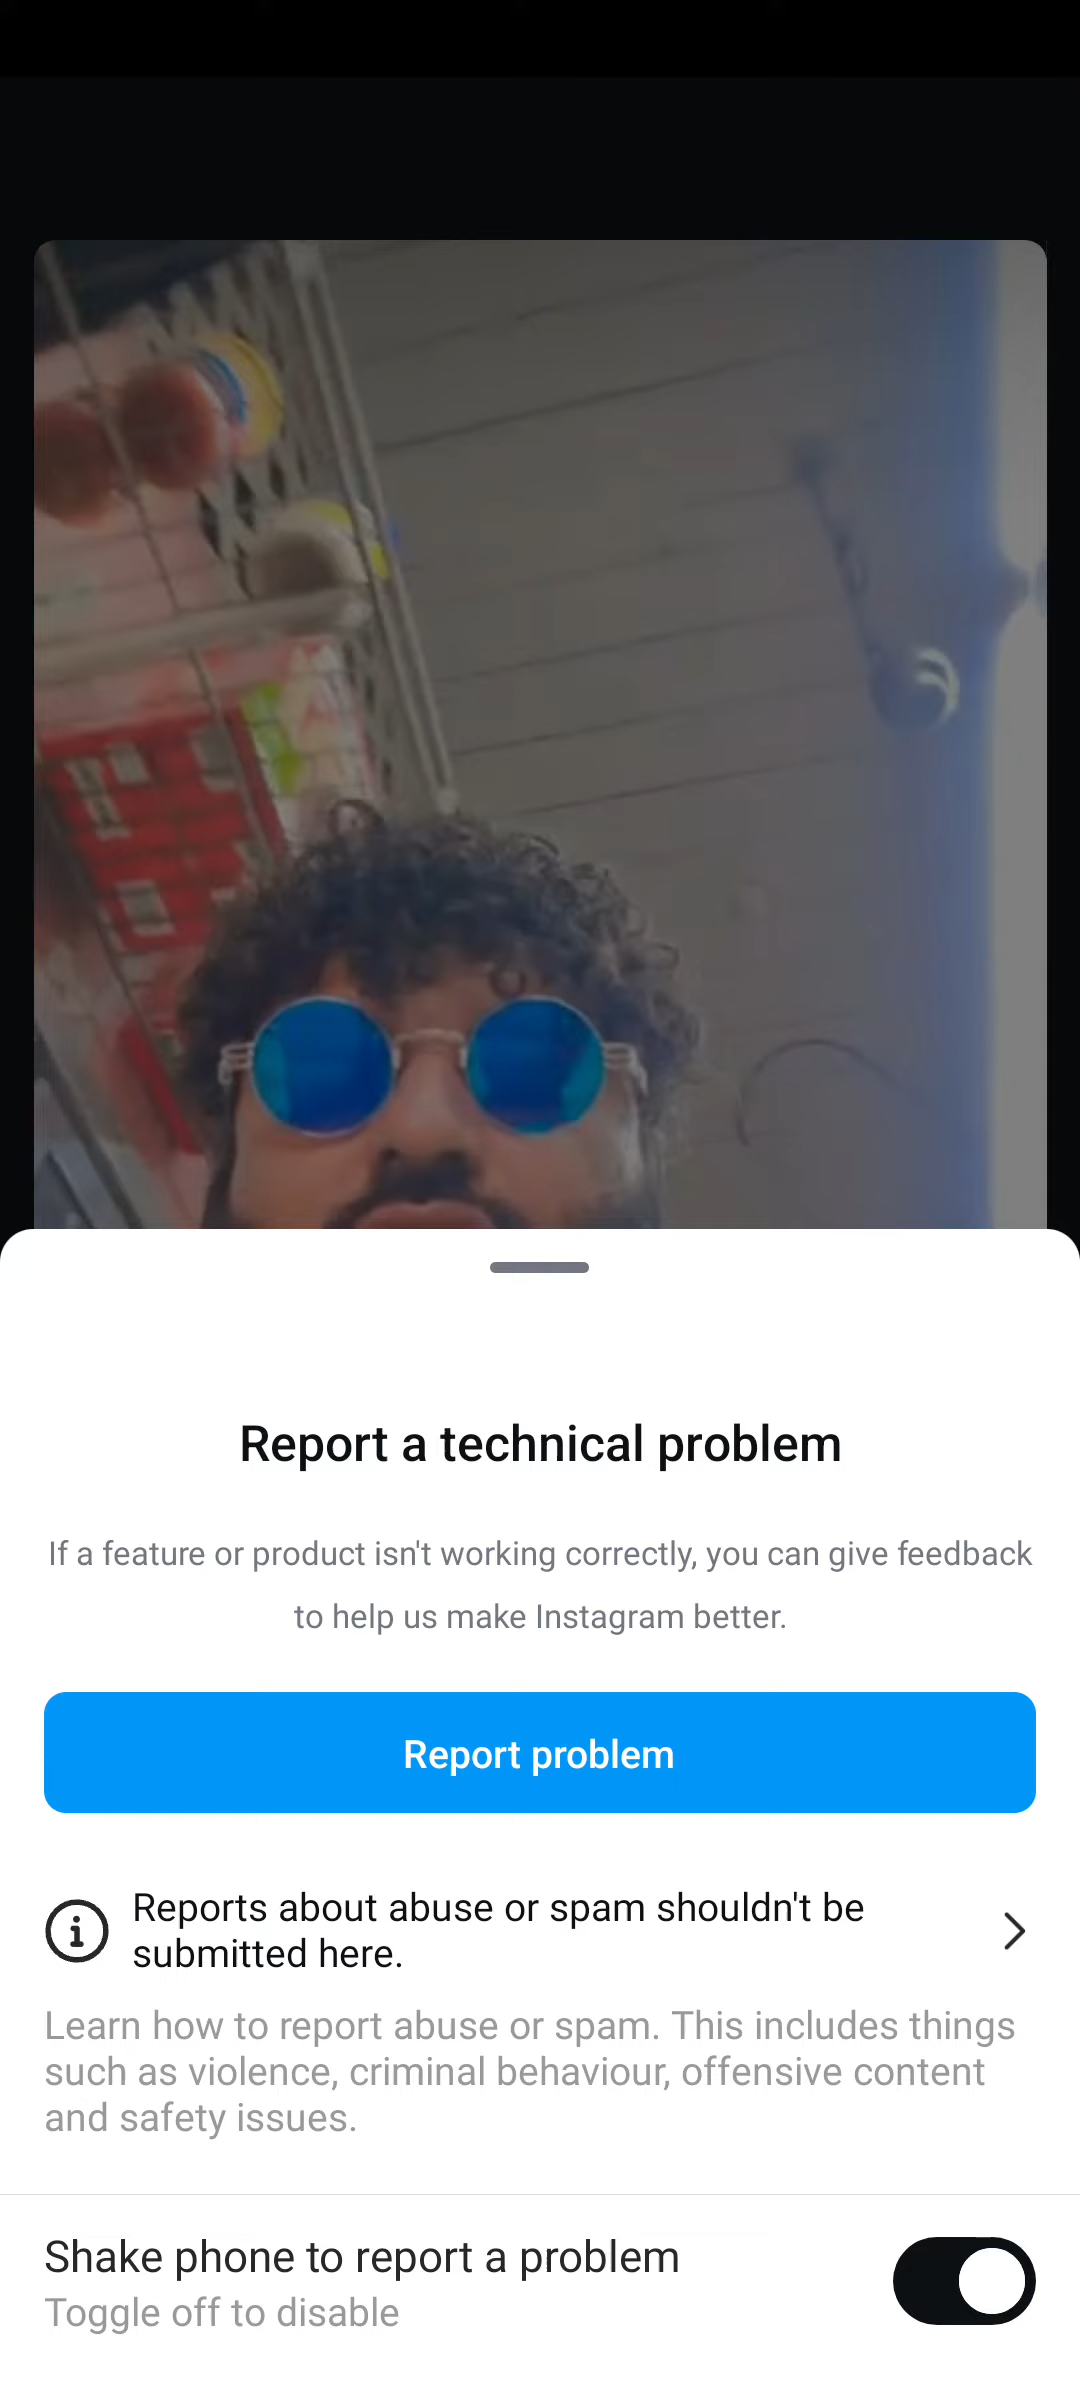 Report a technical problem
If a feature or product isn't working correctly, you can give feedback
to help us make Instagram better.
Report problem
Reports about abuse or spam shouldn't be
submitted here.
Learn how to report abuse or spam. This includes things
such as violence, criminal behaviour, offensive content
and safety issues.
Shake phone to report a problem
Toggle off to disable